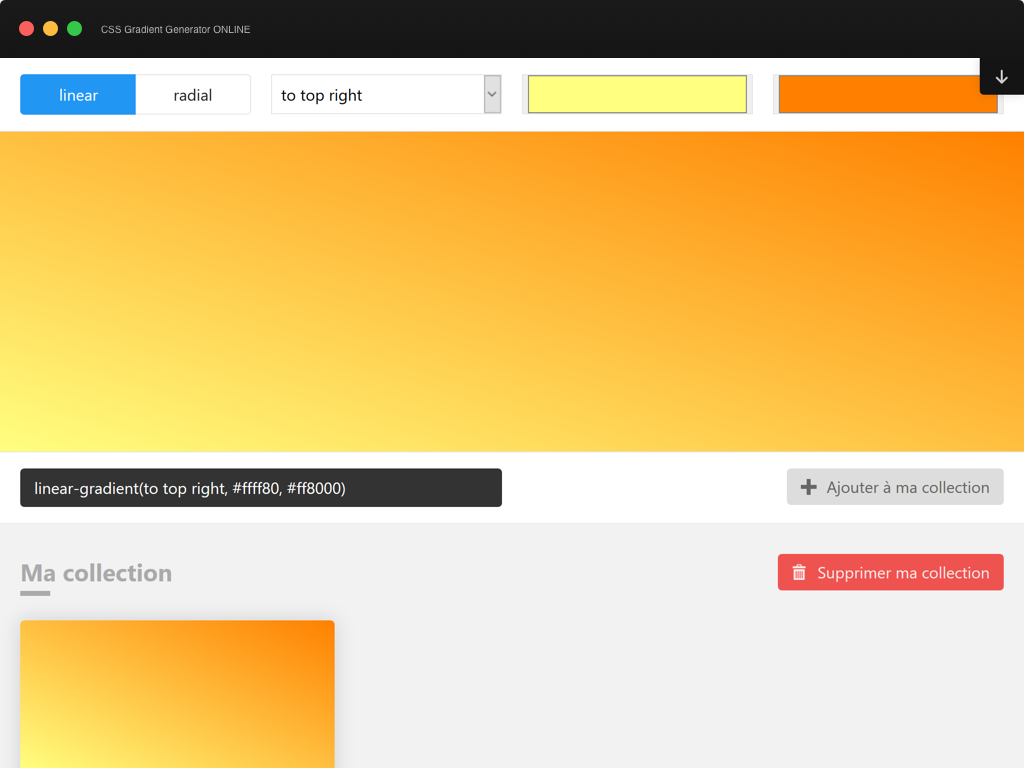 CSS Gradient Generator ONLINE
linear
radial
to top right
linear-gradient(to top right, #ffff80, #ff8000)
Ajouter à ma collection
Ma collection
Supprimer ma collection